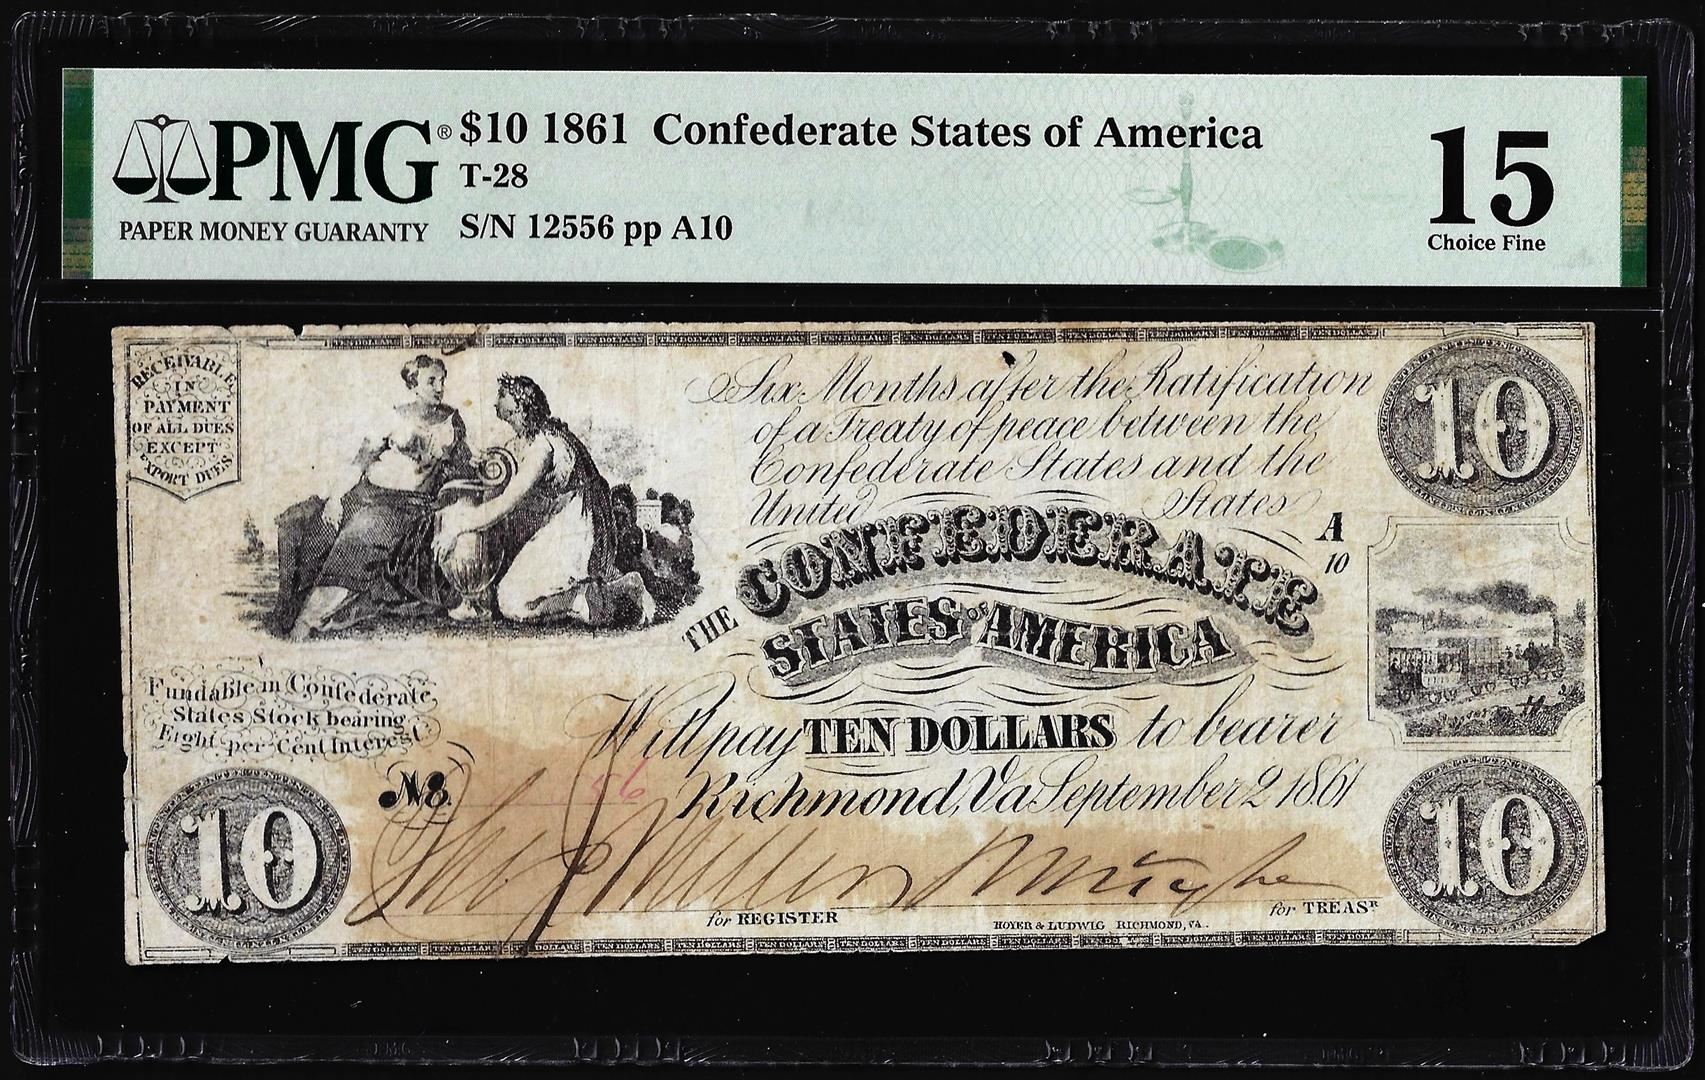 PMG®
PAPER MONEY GUARANTY
$10 1861 Confederate States of America
T-28
S/N 12556 pp A10
15
Choice Fine
RECEIVABLE
IN
PAYMENT
OF ALL DUES
EXCEPT
EXPORT DUES
Six Months after the Ratification
of a Treaty of peace between the
Confederate States and the
United States
10
A
10
THE CONFEDERATE
STATES OF AMERICA
Fundable in Confederate
States Stock bearing
Eight per Cent Interest
Will pay TEN DOLLARS to bearer
No. 56
Richmond, Va September 2 1861
10
10
for REGISTER
HOYER & LUDWIG RICHMOND, VA.
for TREASR